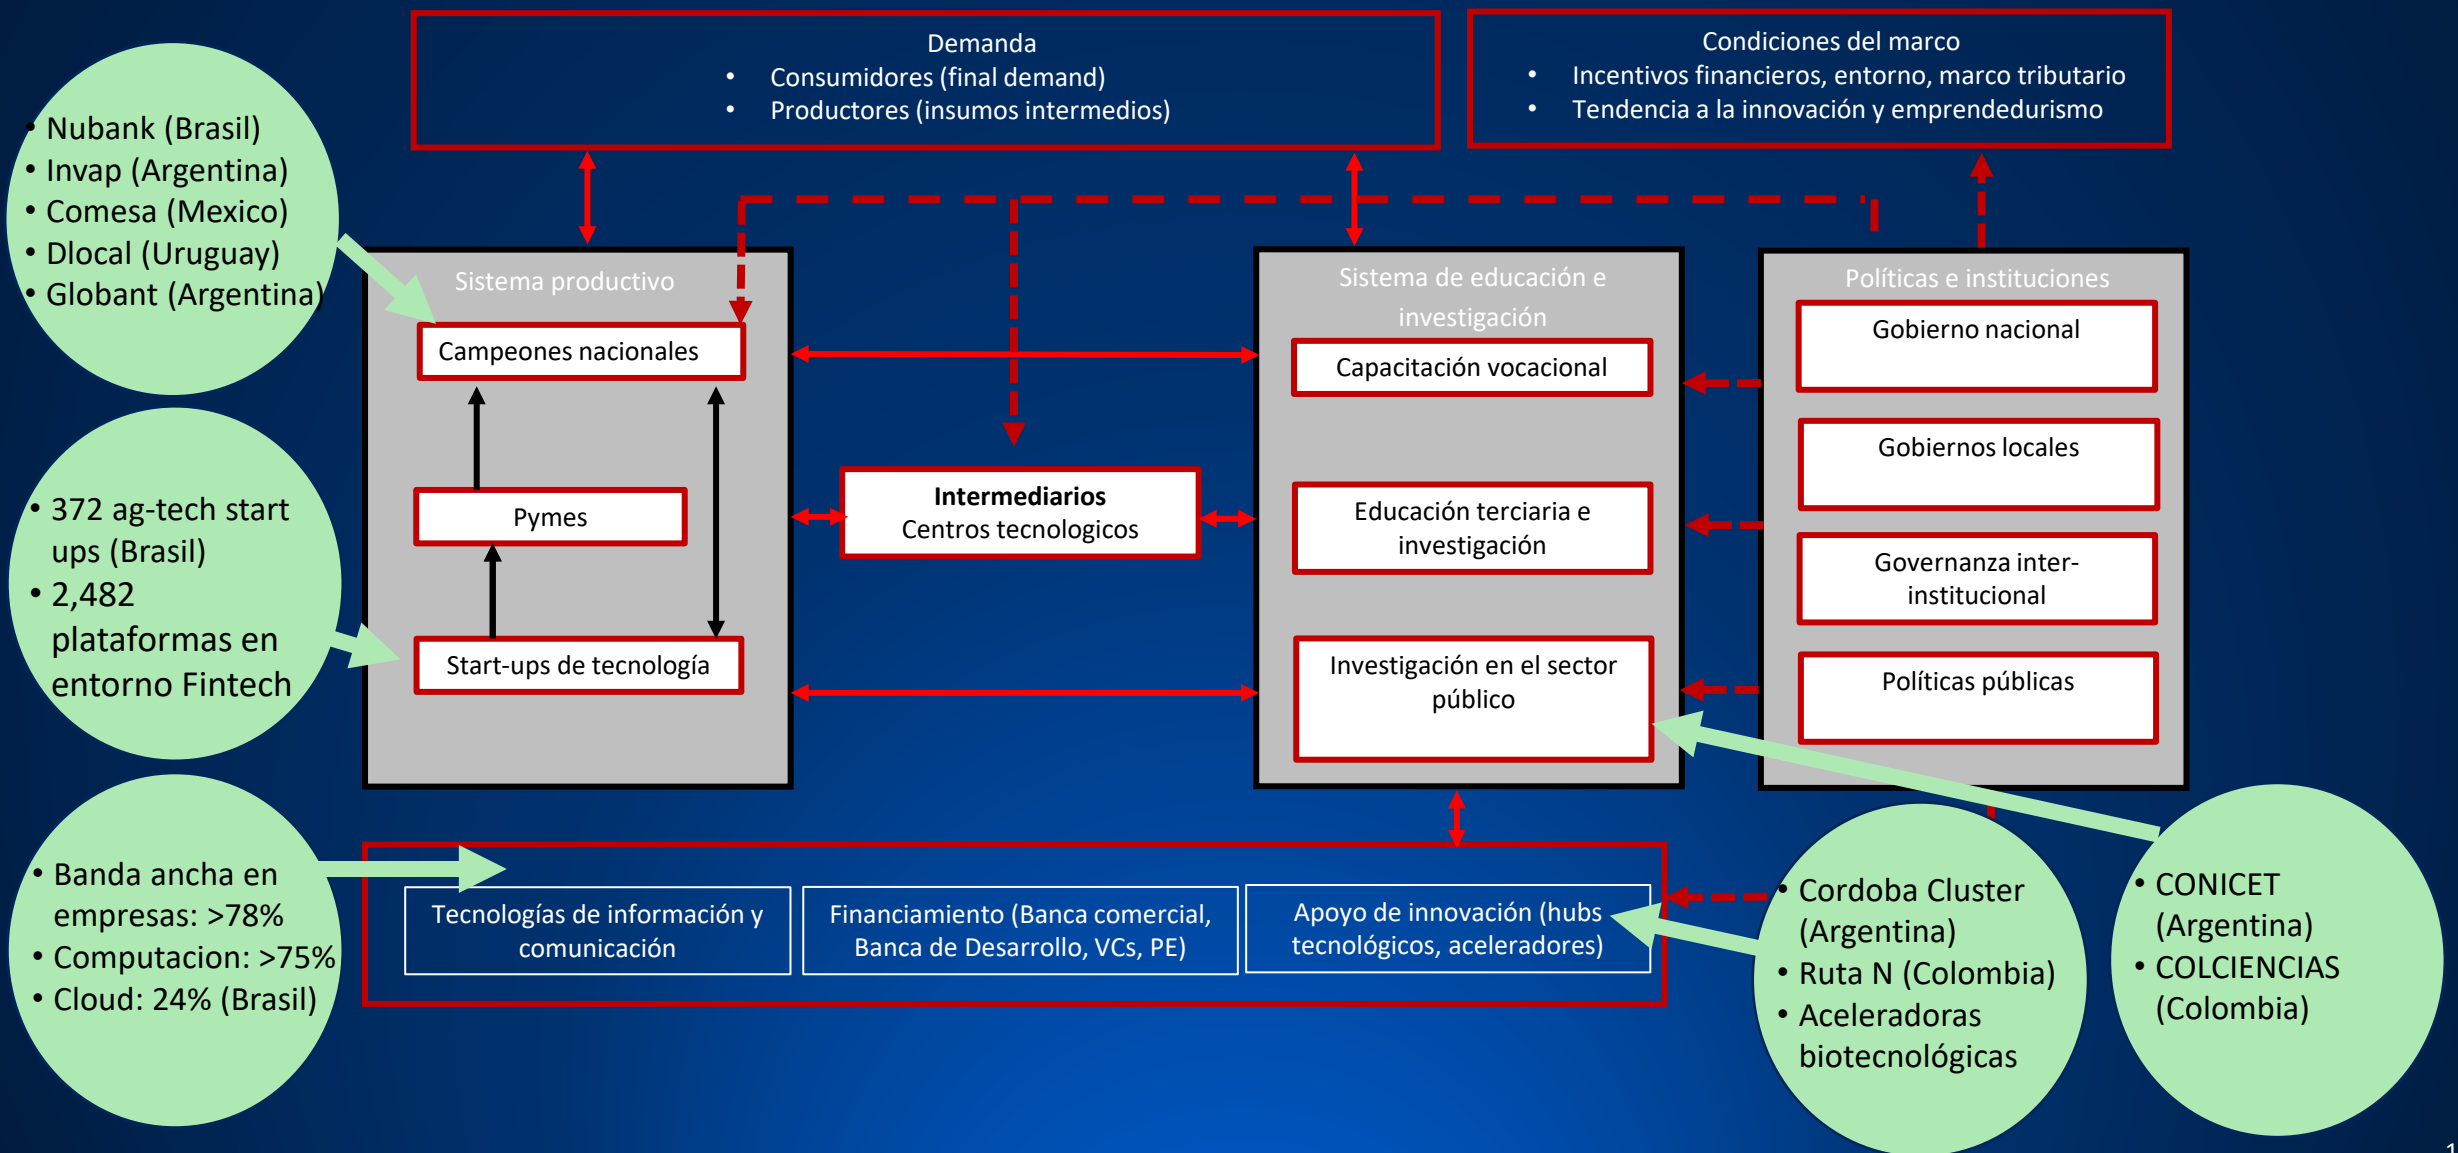 Demanda
• Consumidores (final demand)
• Productores (insumos intermedios)
Condiciones del marco
• Incentivos financieros, entorno, marco tributario
• Tendencia a la innovación y emprendedurismo
• Nubank (Brasil)
• Invap (Argentina)
• Comesa (Mexico)
• Dlocal (Uruguay)
• Globant (Argentina)
• 372 ag-tech start
ups (Brasil)
• 2,482
plataformas en
entorno Fintech
• Banda ancha en
empresas: >78%
• Computacion: >75%
• Cloud: 24% (Brasil)
Sistema productivo
Campeones nacionales
Pymes
Start-ups de tecnología
Intermediarios
Centros tecnologicos
Sistema de educación e
investigación
Capacitación vocacional
Educación terciaria e
investigación
Investigación en el sector
público
Políticas e instituciones
Gobierno nacional
Gobiernos locales
Governanza inter-
institucional
Políticas públicas
Tecnologías de información y
comunicación
Financiamiento (Banca comercial,
Banca de Desarrollo, VCs, PE)
Apoyo de innovación (hubs
tecnológicos, aceleradores)
• Cordoba Cluster
(Argentina)
• Ruta N (Colombia)
• Aceleradoras
biotecnológicas
• CONICET
(Argentina)
• COLCIENCIAS
(Colombia)